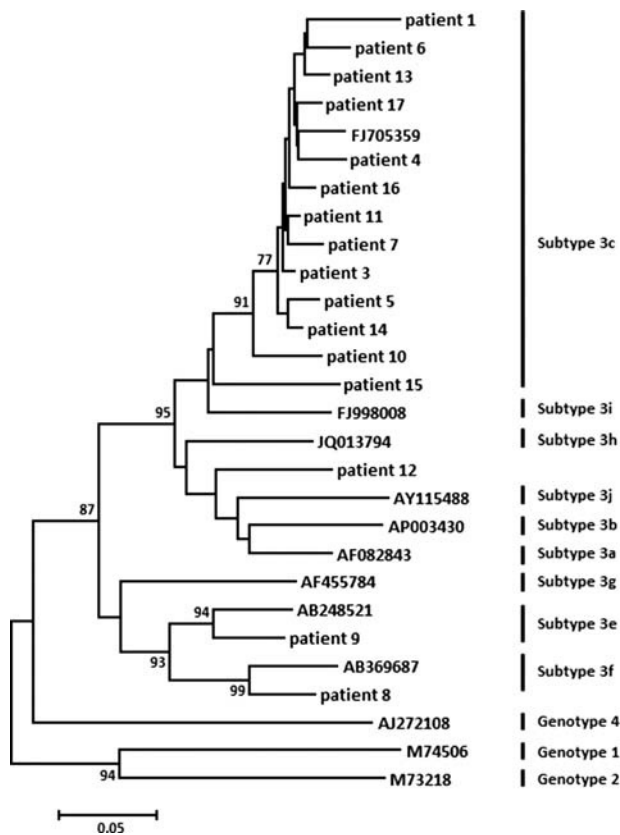 patient 1
patient 6
patient 13
patient 17
FJ705359
patient 4
patient 16
patient 11
patient 7
Subtype 3c
77
patient 3
patient 5
91
patient 14
patient 10
patient 15
95
FJ998008
Subtype 3i
JQ013794
Subtype 3h
patient 12
AY115488
Subtype 3j
87
AP003430
Subtype 3b
AF082843
Subtype 3a
AF455784
Subtype 3g
94
AB248521
Subtype 3e
patient 9
93
AB369687
Subtype 3f
99
patient 8
AJ272108
Genotype 4
M74506
Genotype 1
94
M73218
Genotype 2
0.05